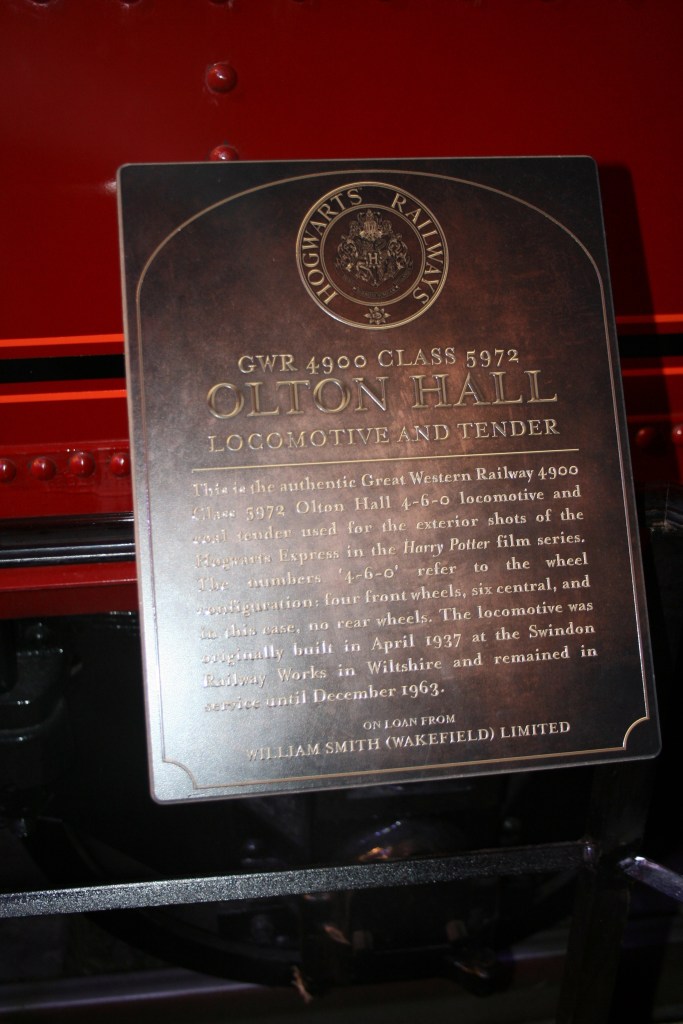 HOGWARTS RAILWAYS
H
GWR 4900 CLASS 5972
OLTON HALL
LOCOMOTIVE AND TENDER
This is the authentic Great Western Railway 4900
Class 5972 Olton Hall 4-6-0 locomotive and
coal tender used for the exterior shots of the
Hogwarts Express in the Harry Potter film series.
The numbers '4-6-0' refer to the wheel
configuration: four front wheels, six central, and
in this case, no rear wheels. The locomotive was
originally built in April 1937 at the Swindon
Railway Works in Wiltshire and remained in
service until December 1963.
ON LOAN FROM
WILLIAM SMITH (WAKEFIELD) LIMITED